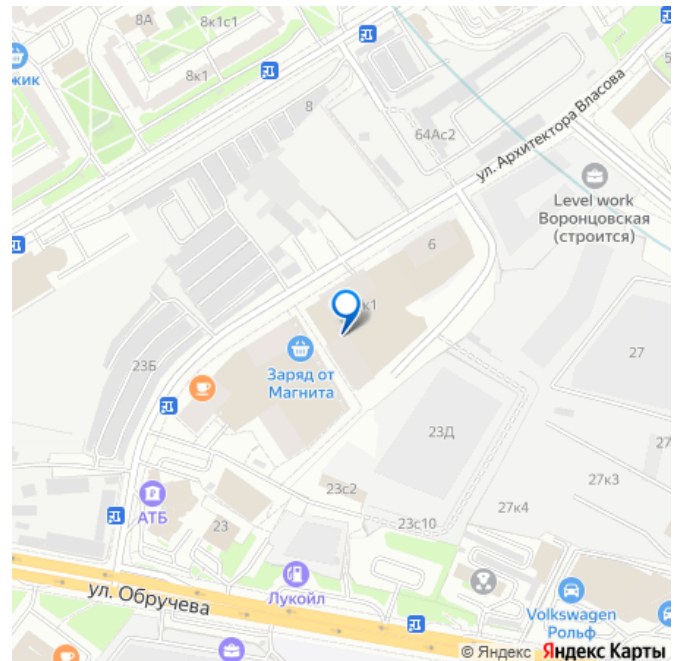 8А
8к1с1
8к1
жик
8
64Ас2
ул. Архитектора Власова
Level work
Воронцовская
(строится)
6
к1
27
23Б
Заряд от
Магнита
23Д
27
27к3
23с2
27к4
23с10
АТБ
23
ул. Обручева
Лукойл
Volkswagen
Рольф
© Яндекс Яндекс Карты